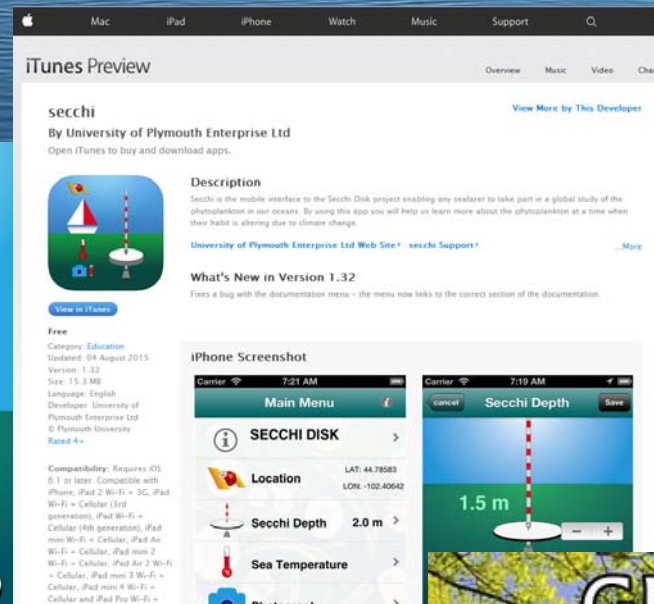 Mac iPad iPhone Watch Music Support
iTunes Preview
Overview Music Video
secchi
View More by This Developer
By University of Plymouth Enterprise Ltd
Open iTunes to buy and download apps.
Description
Secchi is the mobile interface to the Secchi Disk project enabling any seafarer to take part in a global study of the
phytoplankton in our oceans. By using this app you will help us learn more about the phytoplankton at a time when
their habit is altering due to climate change.
University of Plymouth Enterprise Ltd Web Site secchi Support ...More
What's New in Version 1.32
Fixes a bug with the documentation menu - the menu now links to the correct section of the documentation.
View in iTunes
Free
Category: Education
Updated: 04 August 2015
Version: 1.32
Size: 15.3 MB
Language: English
Developer: University of
Plymouth Enterprise Ltd
© Plymouth University
Rated 4+
Compatibility: Requires iOS
6.1 or later. Compatible with
iPhone, iPad 2 Wi-Fi + 3G, iPad
Wi-Fi + Cellular (3rd
generation), iPad Wi-Fi +
Cellular (4th generation), iPad
mini Wi-Fi + Cellular, iPad Air
Wi-Fi + Cellular, iPad mini 2
Wi-Fi + Cellular, iPad Air 2 Wi-Fi
+ Cellular, iPad mini 3 Wi-Fi +
Cellular, iPad mini 4 Wi-Fi +
Cellular and iPad Pro Wi-Fi +
iPhone Screenshot
Carrier 7:21 AM
Main Menu
SECCHI DISK
Location LAT: 44.78583
LON: -102.40642
Secchi Depth 2.0 m
Sea Temperature
Carrier 7:19 AM
cancel Secchi Depth Save
1.5 m